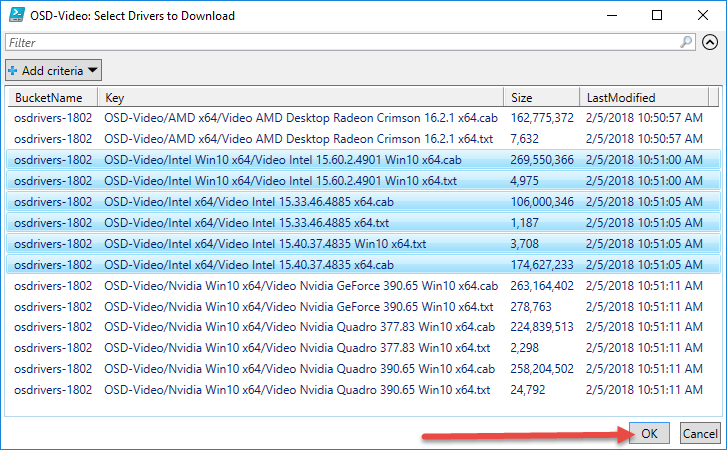 OSD-Video: Select Drivers to Download
Filter
Add criteria
BucketName Key Size LastModified
osdrivers-1802 OSD-Video/AMD x64/Video AMD Desktop Radeon Crimson 16.2.1 x64.cab 162,775,372 2/5/2018 10:50:57 AM
osdrivers-1802 OSD-Video/AMD x64/Video AMD Desktop Radeon Crimson 16.2.1 x64.txt 7,632 2/5/2018 10:50:57 AM
osdrivers-1802 OSD-Video/Intel Win10 x64/Video Intel 15.60.2.4901 Win10 x64.cab 269,550,366 2/5/2018 10:51:00 AM
osdrivers-1802 OSD-Video/Intel Win10 x64/Video Intel 15.60.2.4901 Win10 x64.txt 4,975 2/5/2018 10:51:00 AM
osdrivers-1802 OSD-Video/Intel x64/Video Intel 15.33.46.4885 x64.cab 106,000,346 2/5/2018 10:51:05 AM
osdrivers-1802 OSD-Video/Intel x64/Video Intel 15.33.46.4885 x64.txt 1,187 2/5/2018 10:51:05 AM
osdrivers-1802 OSD-Video/Intel x64/Video Intel 15.40.37.4835 Win10 x64.txt 3,708 2/5/2018 10:51:05 AM
osdrivers-1802 OSD-Video/Intel x64/Video Intel 15.40.37.4835 x64.cab 174,627,233 2/5/2018 10:51:05 AM
osdrivers-1802 OSD-Video/Nvidia Win10 x64/Video Nvidia GeForce 390.65 Win10 x64.cab 263,164,402 2/5/2018 10:51:11 AM
osdrivers-1802 OSD-Video/Nvidia Win10 x64/Video Nvidia GeForce 390.65 Win10 x64.txt 278,763 2/5/2018 10:51:11 AM
osdrivers-1802 OSD-Video/Nvidia Win10 x64/Video Nvidia Quadro 377.83 Win10 x64.cab 224,839,513 2/5/2018 10:51:11 AM
osdrivers-1802 OSD-Video/Nvidia Win10 x64/Video Nvidia Quadro 377.83 Win10 x64.txt 2,298 2/5/2018 10:51:11 AM
osdrivers-1802 OSD-Video/Nvidia Win10 x64/Video Nvidia Quadro 390.65 Win10 x64.cab 258,204,502 2/5/2018 10:51:11 AM
osdrivers-1802 OSD-Video/Nvidia Win10 x64/Video Nvidia Quadro 390.65 Win10 x64.txt 24,792 2/5/2018 10:51:11 AM
OK Cancel